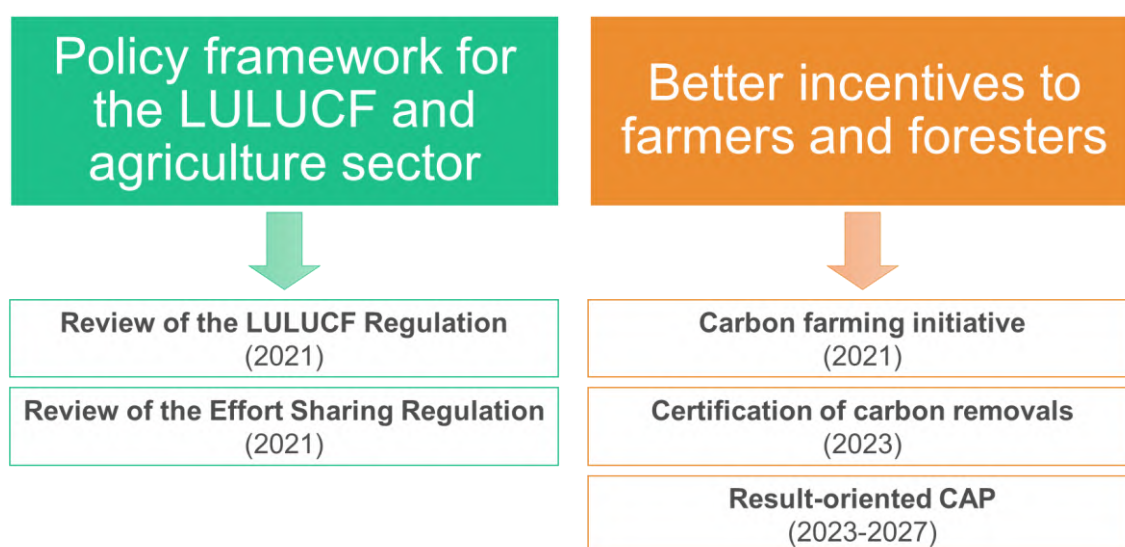 Policy framework for
the LULUCF and
agriculture sector
Review of the LULUCF Regulation
(2021)
Review of the Effort Sharing Regulation
(2021)
Better incentives to
farmers and foresters
Carbon farming initiative
(2021)
Certification of carbon removals
(2023)
Result-oriented CAP
(2023-2027)